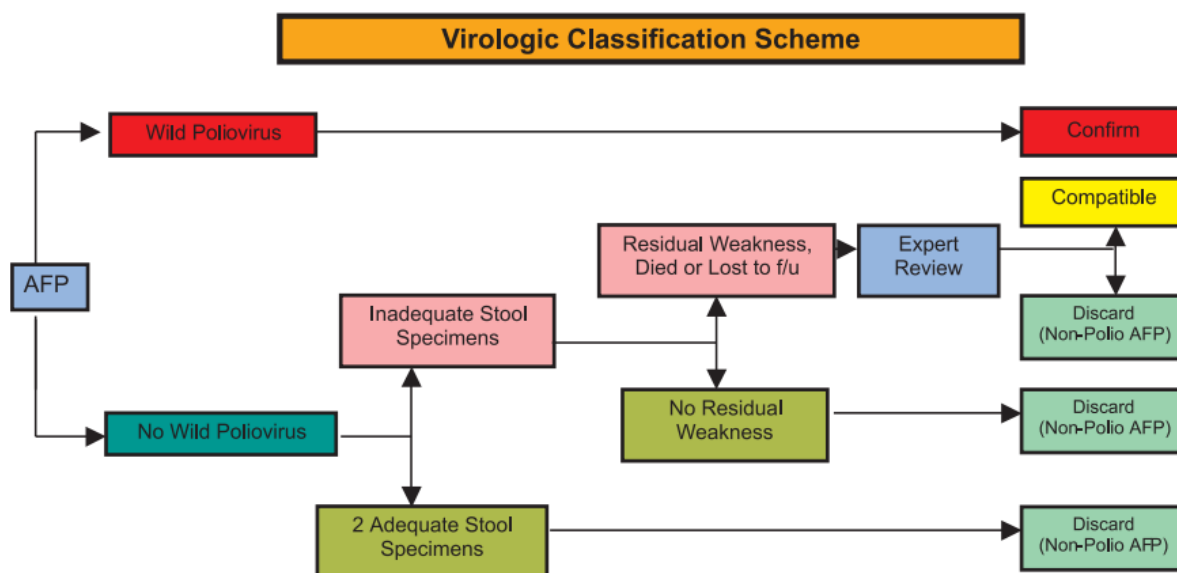 Virologic Classification Scheme
Wild Poliovirus
Confirm
Compatible
Residual Weakness,
Died or Lost to f/u
Expert
Review
AFP
Inadequate Stool
Specimens
Discard
(Non-Polio AFP)
No Residual
Weakness
Discard
(Non-Polio AFP)
No Wild Poliovirus
2 Adequate Stool
Specimens
Discard
(Non-Polio AFP)